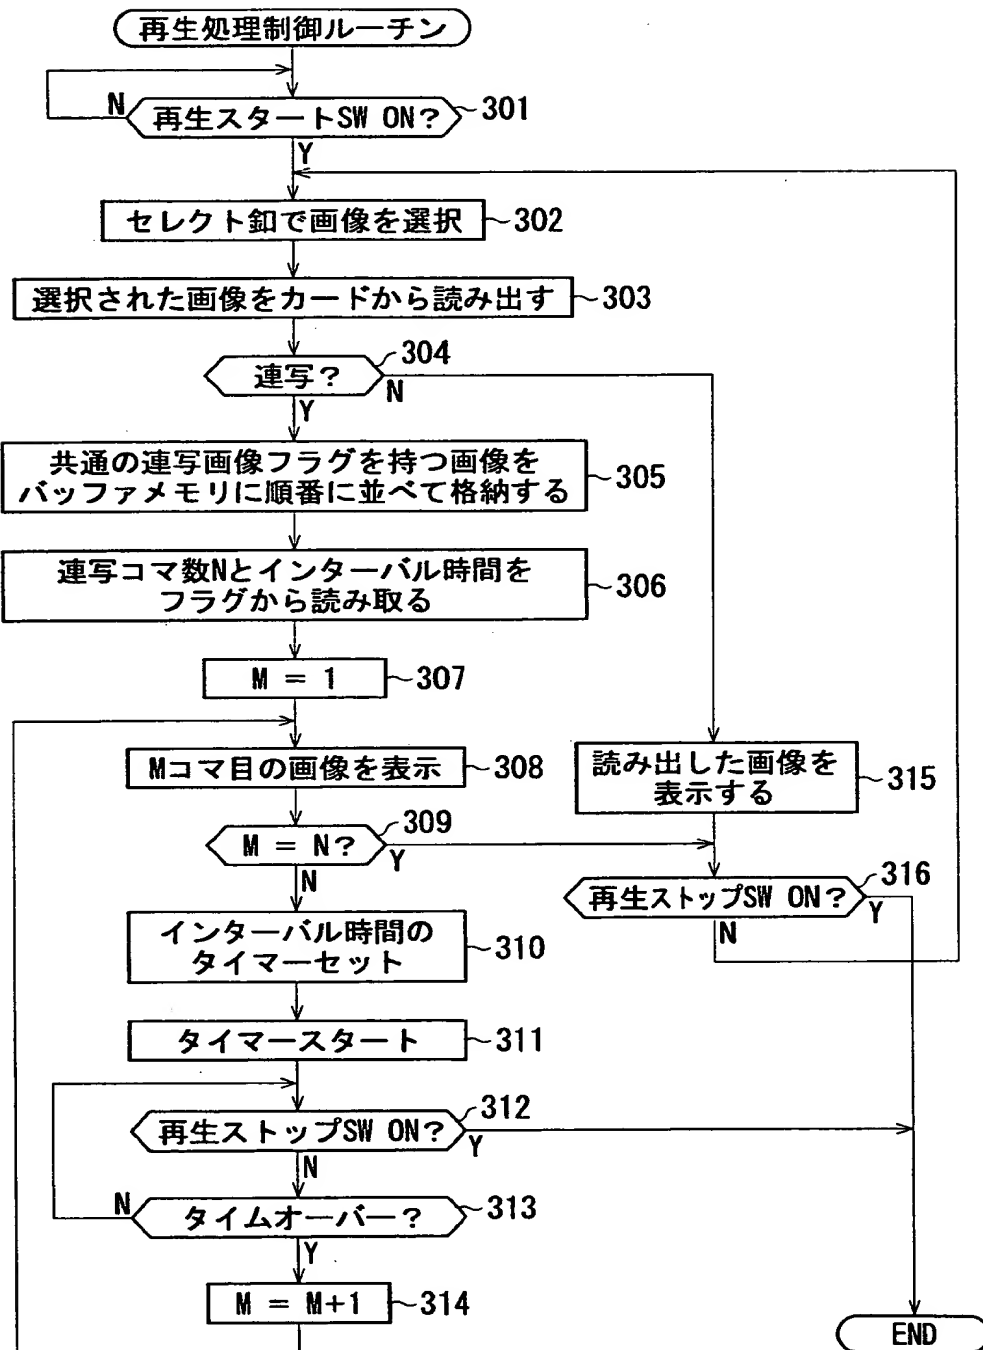 再生処理制御ルーチン
再生スタートSW ON?
301
N
Y
セレクト釦で画像を選択
302
選択された画像をカードから読み出す
303
連写?
304
N
Y
共通の連写画像フラグを持つ画像を
バッファメモリに順番に並べて格納する
305
連写コマ数Nとインターバル時間を
フラグから読み取る
306
M = 1
307
Mコマ目の画像を表示
308
M = N?
309
Y
N
インターバル時間の
タイマーセット
310
タイマースタート
311
再生ストップSW ON?
312
Y
N
タイムオーバー?
313
N
Y
M = M+1
314
読み出した画像を
表示する
315
再生ストップSW ON?
316
Y
N
END